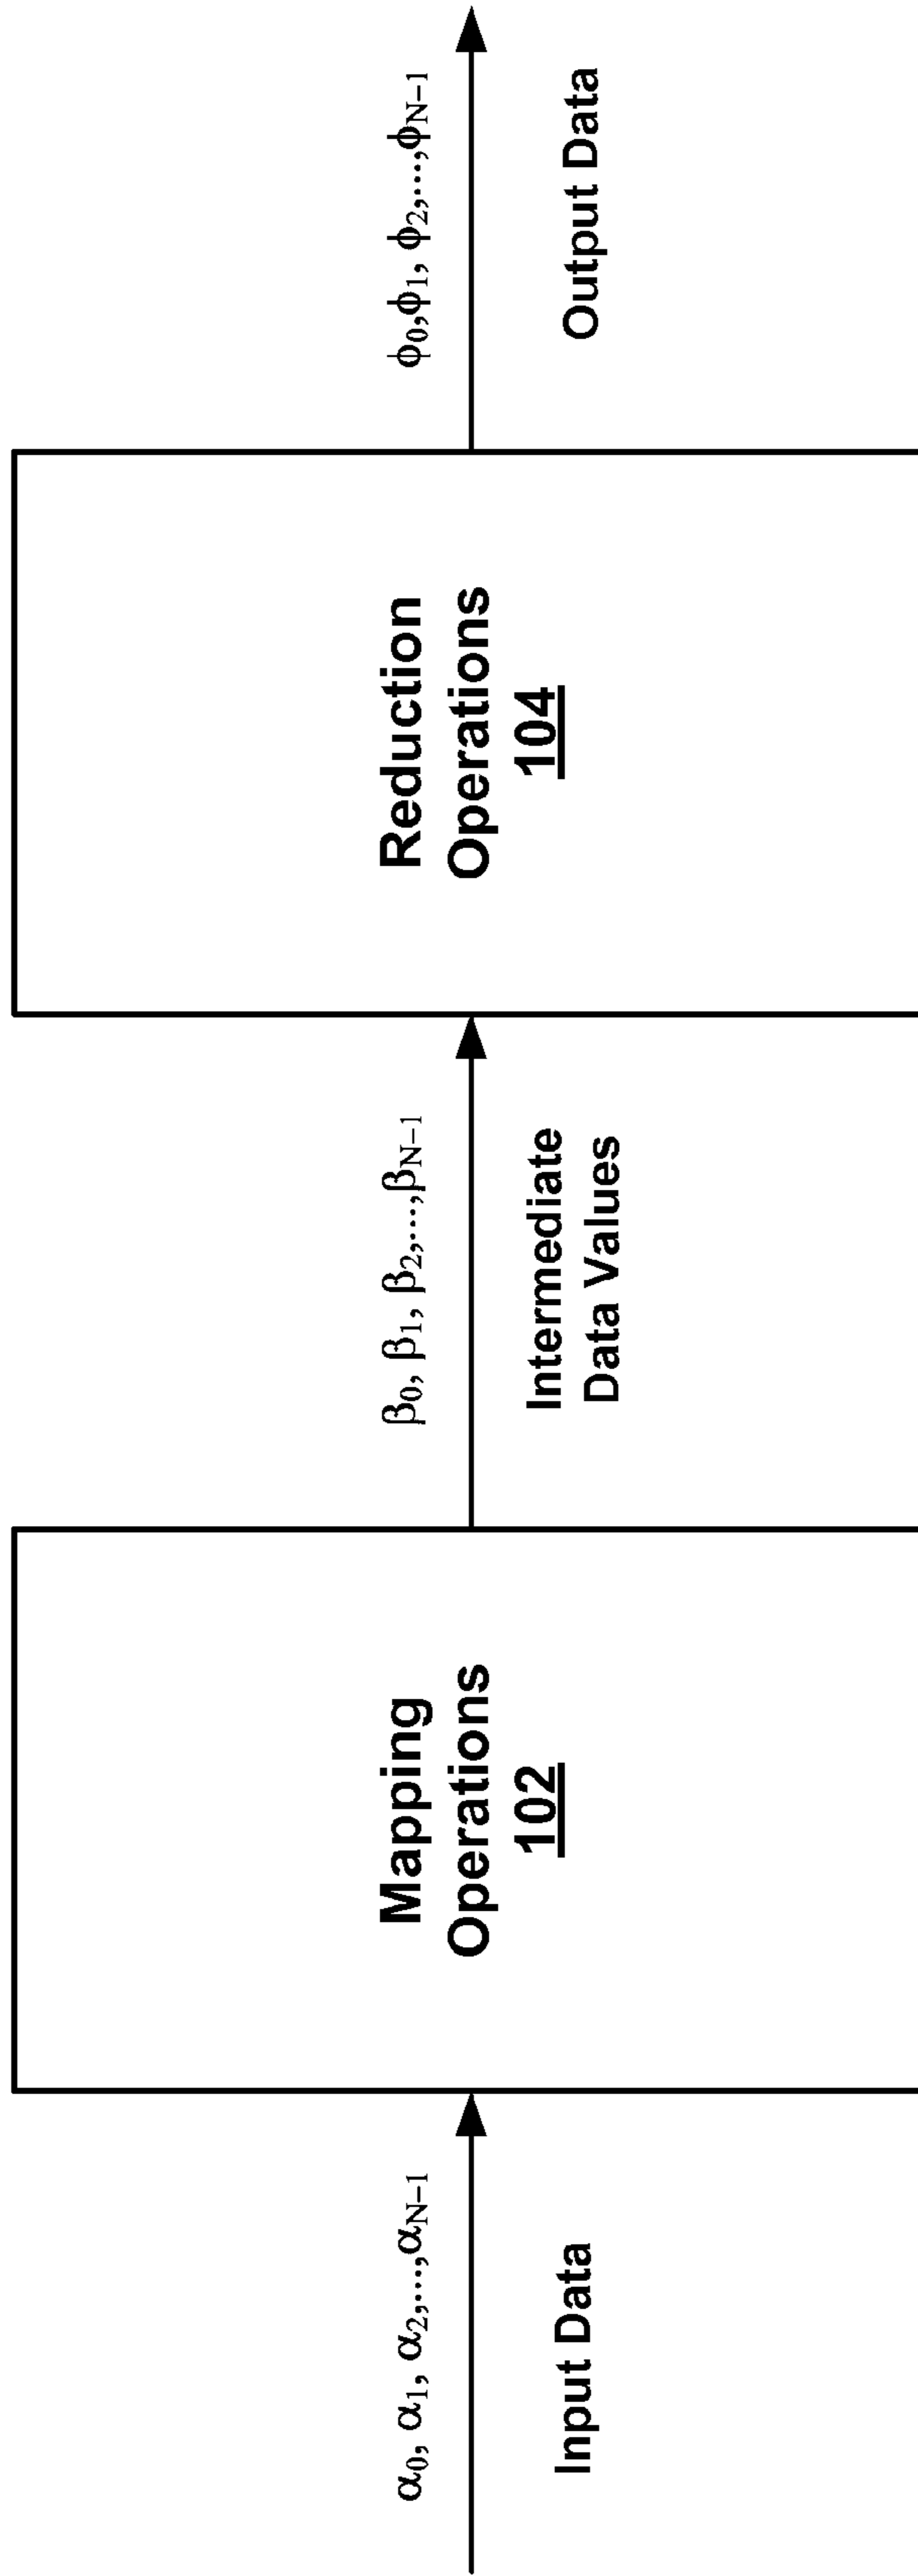 α₀, α₁, α₂,...,αN−1
Input Data
Mapping
Operations
102
β₀, β₁, β₂,...,βN−1
Intermediate
Data Values
Reduction
Operations
104
ϕ₀,ϕ₁, ϕ₂,...,ϕN−1
Output Data